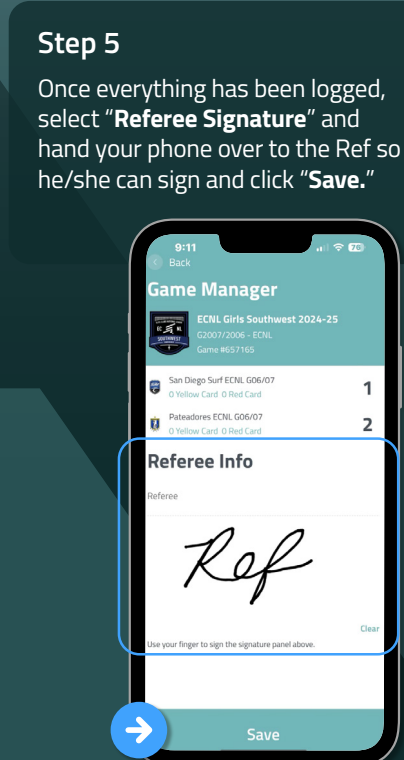 Step 5
Once everything has been logged,
select “Referee Signature” and
hand your phone over to the Ref so
he/she can sign and click “Save.”
9:11
76
Back
Game Manager
ECNL Girls Southwest 2024-25
G2007/2006 - ECNL
Game #657165
EC NL
SOUTHWEST
San Diego Surf ECNL G06/07
0 Yellow Card 0 Red Card
1
Pateadores ECNL G06/07
0 Yellow Card 0 Red Card
2
Referee Info
Referee
Ref
Clear
Use your finger to sign the signature panel above.
Save